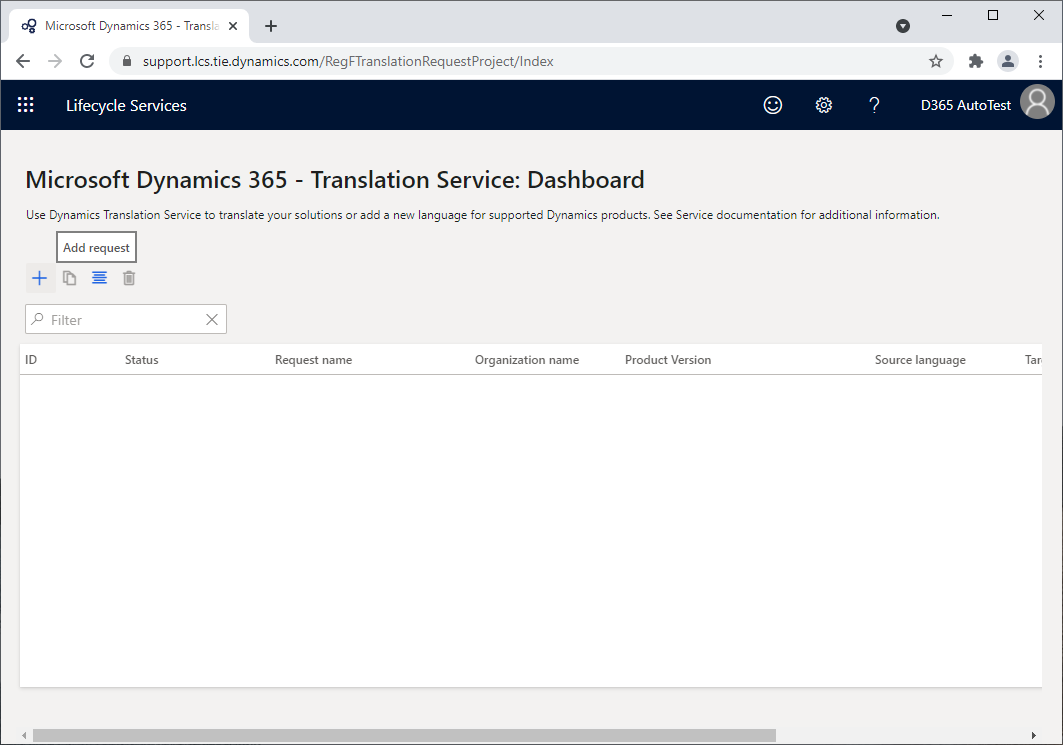 Microsoft Dynamics 365 - Transla
support.lcs.tie.dynamics.com/RegFTranslationRequestProject/Index
Lifecycle Services
? D365 AutoTest
Microsoft Dynamics 365 - Translation Service: Dashboard
Use Dynamics Translation Service to translate your solutions or add a new language for supported Dynamics products. See Service documentation for additional information.
Add request
Filter
ID Status Request name Organization name Product Version Source language Tar